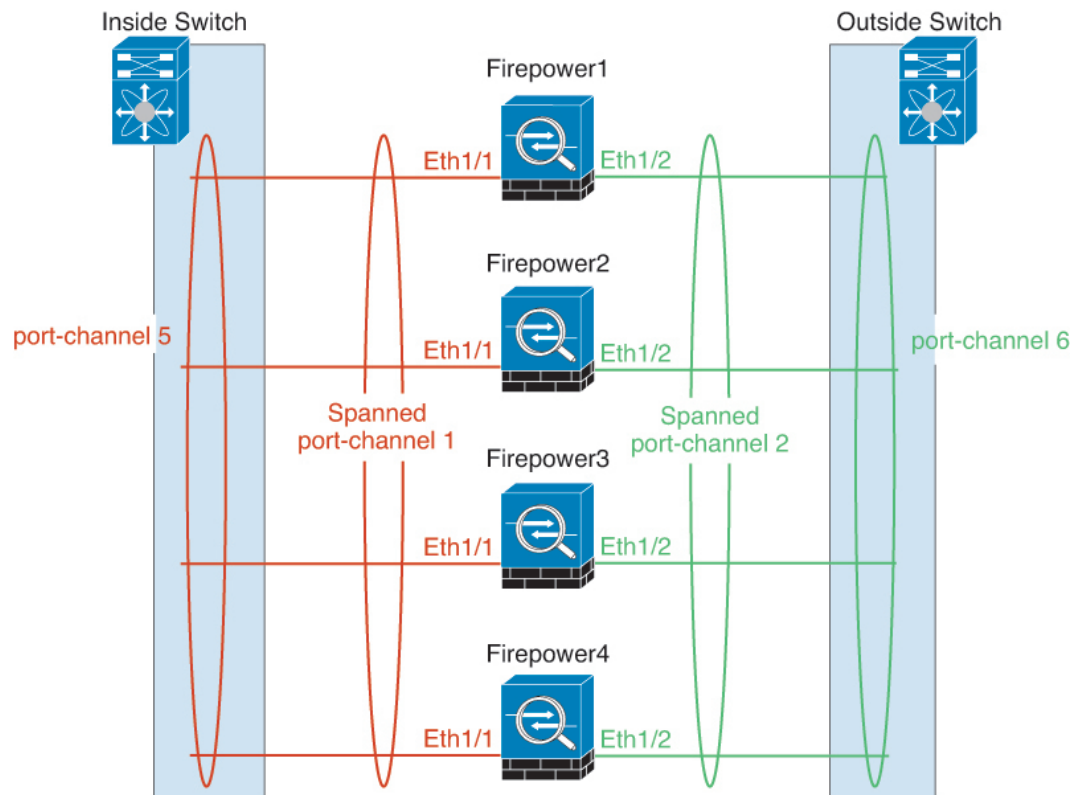 Inside Switch
Outside Switch
Firepower1
Eth1/1
Eth1/2
Firepower2
port-channel 5
Eth1/1
Eth1/2
port-channel 6
Spanned
port-channel 1
Spanned
port-channel 2
Firepower3
Eth1/1
Eth1/2
Firepower4
Eth1/1
Eth1/2